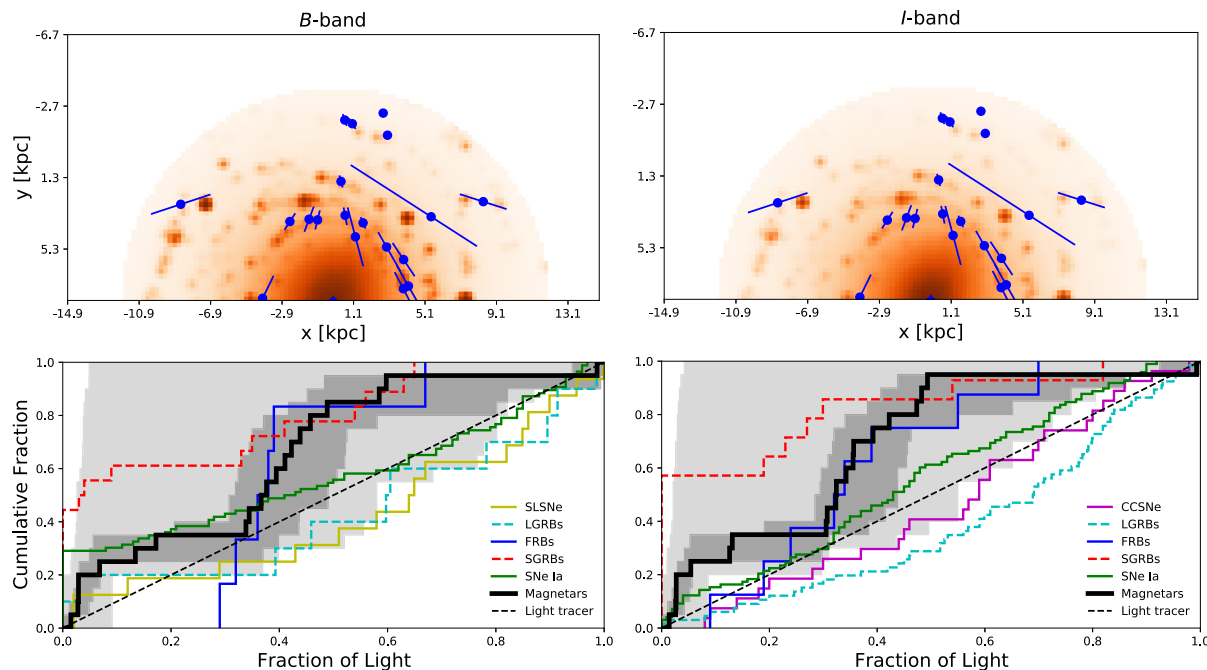 B-band
I-band
-6.7
-2.7
1.3
5.3
y [kpc]
-14.9 -10.9 -6.9 -2.9 1.1 5.1 9.1 13.1
x [kpc]
-6.7
-2.7
1.3
5.3
-14.9 -10.9 -6.9 -2.9 1.1 5.1 9.1 13.1
x [kpc]
1.0
0.8
0.6
0.4
0.2
0.0
Cumulative Fraction
SLSNe
LGRBs
FRBs
SGRBs
SNe Ia
Magnetars
Light tracer
0.0 0.2 0.4 0.6 0.8 1.0
Fraction of Light
1.0
0.8
0.6
0.4
0.2
0.0
CCSNe
LGRBs
FRBs
SGRBs
SNe Ia
Magnetars
Light tracer
0.0 0.2 0.4 0.6 0.8 1.0
Fraction of Light